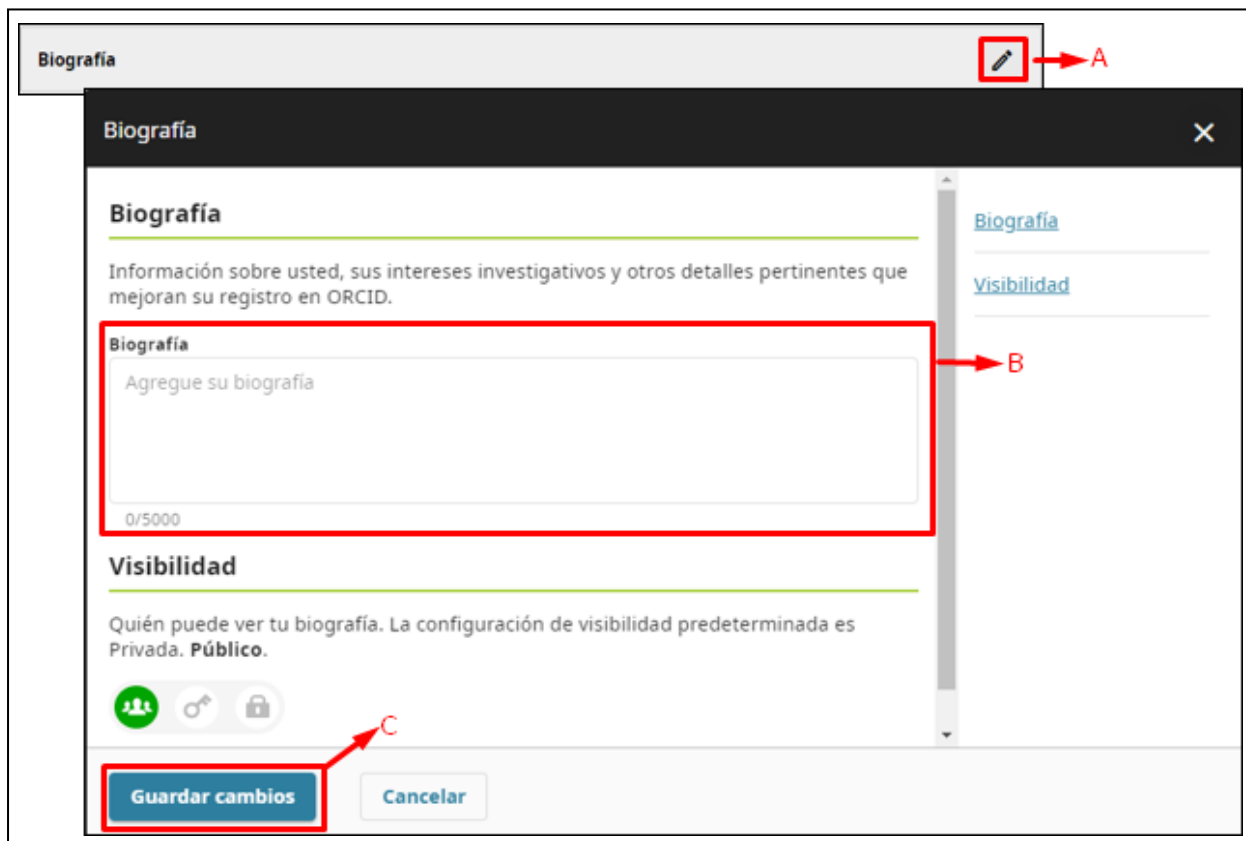 Biografía
A
Biografía
Biografía
Información sobre usted, sus intereses investigativos y otros detalles pertinentes que
mejoran su registro en ORCID.
Biografía
Agregue su biografía
0/5000
B
Visibilidad
Quién puede ver tu biografía. La configuración de visibilidad predeterminada es
Privada. Público.
C
Guardar cambios
Cancelar
Biografía
Visibilidad